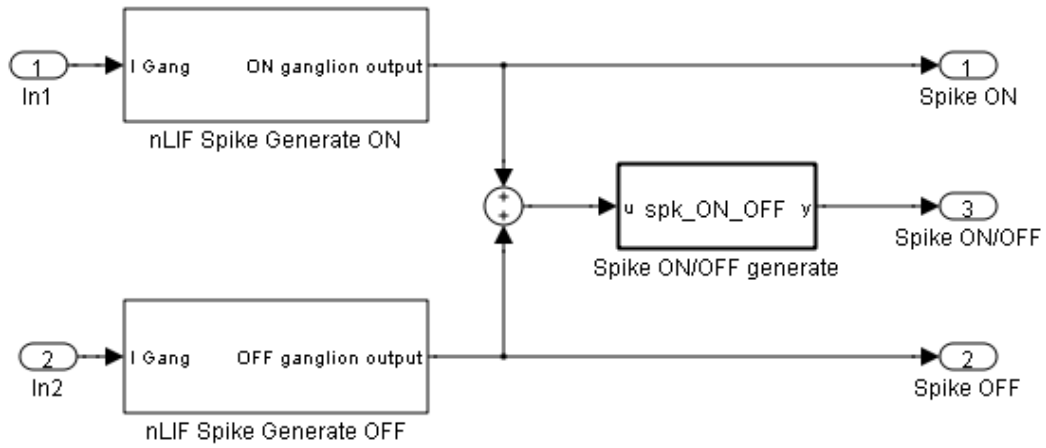 1
In1
I Gang
ON ganglion output
nLIF Spike Generate ON
1
Spike ON
+
+
u
spk_ON_OFF
y
Spike ON/OFF generate
3
Spike ON/OFF
2
In2
I Gang
OFF ganglion output
nLIF Spike Generate OFF
2
Spike OFF